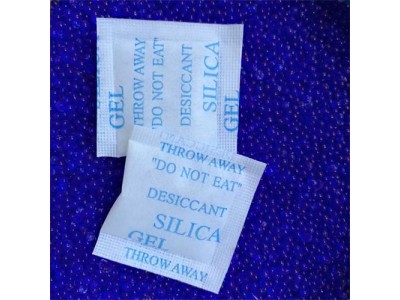 GEL
THROW AWAY
"DO NOT EAT"
DESICCANT
SILICA
THROW AWAY
"DO NOT EAT"
DESICCANT
SILICA
GEL
THROW AWAY